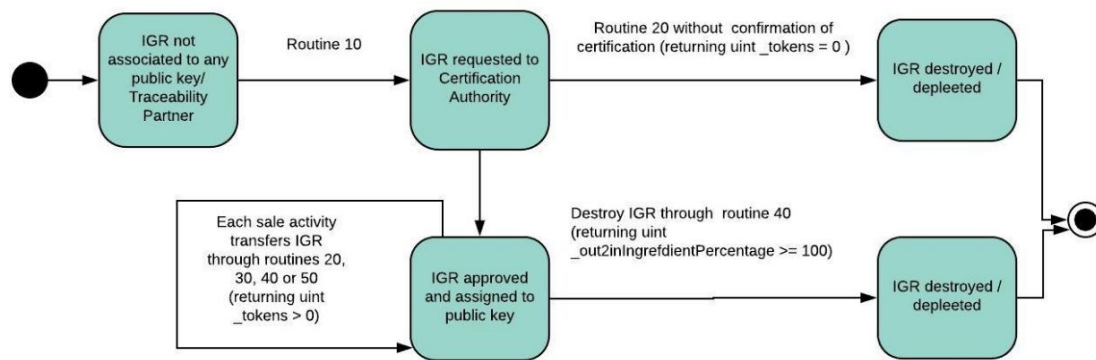 IGR not
associated to any
public key/
Traceability
Partner
Routine 10
IGR requested to
Certification
Authority
Routine 20 without  confirmation of
certification (returning uint _tokens = 0 )
IGR destroyed /
depleeted
Each sale activity
transfers IGR
through routines 20,
30, 40 or 50
(returning uint
_tokens > 0)
IGR approved
and assigned to
public key
Destroy IGR through  routine 40
(returning uint
_out2inIngrefdientPercentage >= 100)
IGR destroyed /
depleeted